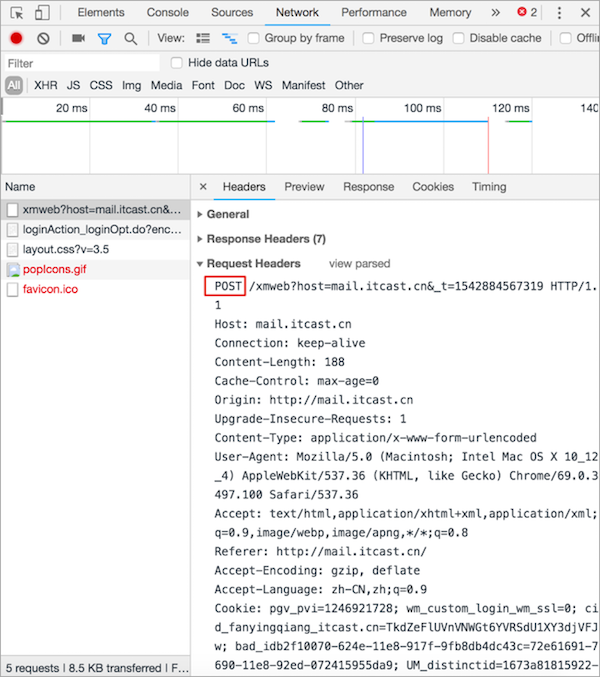 Elements Console Sources Network Performance Memory » 2
View: Group by frame Preserve log Disable cache Offlin
Filter Hide data URLs
All XHR JS CSS Img Media Font Doc WS Manifest Other
20 ms 40 ms 60 ms 80 ms 100 ms 120 ms 140
Name
xmweb?host=mail.itcast.cn&...
loginAction_loginOpt.do?enc...
layout.css?v=3.5
popIcons.gif
favicon.ico
× Headers Preview Response Cookies Timing
General
Response Headers (7)
Request Headers view parsed
POST /xmweb?host=mail.itcast.cn&_t=1542884567319 HTTP/1.
1
Host: mail.itcast.cn
Connection: keep-alive
Content-Length: 188
Cache-Control: max-age=0
Origin: http://mail.itcast.cn
Upgrade-Insecure-Requests: 1
Content-Type: application/x-www-form-urlencoded
User-Agent: Mozilla/5.0 (Macintosh; Intel Mac OS X 10_12
_4) AppleWebKit/537.36 (KHTML, like Gecko) Chrome/69.0.3
497.100 Safari/537.36
Accept: text/html,application/xhtml+xml,application/xml;
q=0.9,image/webp,image/apng,*/*;q=0.8
Referer: http://mail.itcast.cn/
Accept-Encoding: gzip, deflate
Accept-Language: zh-CN,zh;q=0.9
Cookie: pgv_pvi=1246921728; wm_custom_login_wm_ssl=0; ci
d_fanyingqiang_itcast.cn=TkdZeFlUVnVNWGt6YVRSdU1XY3djVFJ
w; bad_idb2f10070-624e-11e8-917f-9fb8db4dc43c=72e61691-7
690-11e8-92ed-072415955da9; UM_distinctid=1673a81815922-
5 requests | 8.5 KB transferred | F...